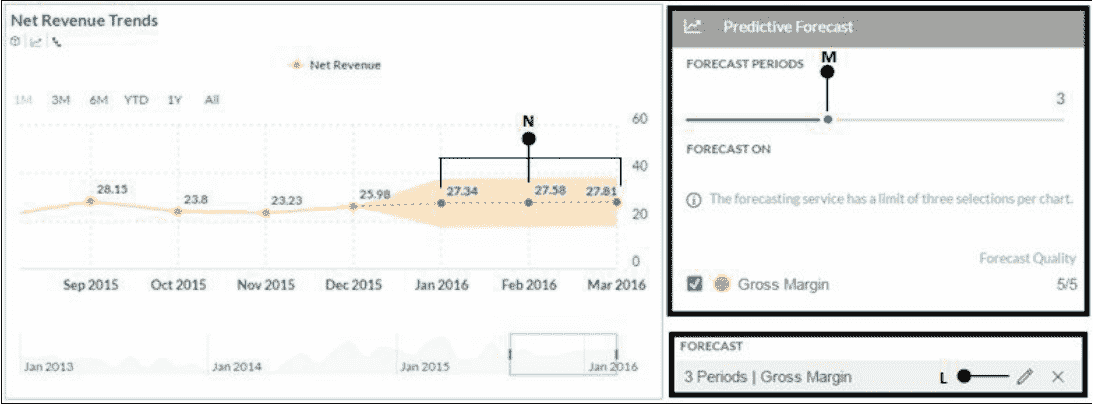 Net Revenue Trends
Net Revenue
1M 3M 6M YTD 1Y All
60
40
20
0
28.15
23.8
23.23
25.98
27.34
27.58
27.81
N
Sep 2015 Oct 2015 Nov 2015 Dec 2015 Jan 2016 Feb 2016 Mar 2016
Jan 2013 Jan 2014 Jan 2015 Jan 2016
Predictive Forecast
FORECAST PERIODS
M
3
FORECAST ON
The forecasting service has a limit of three selections per chart.
Forecast Quality
Gross Margin 5/5
FORECAST
3 Periods | Gross Margin L